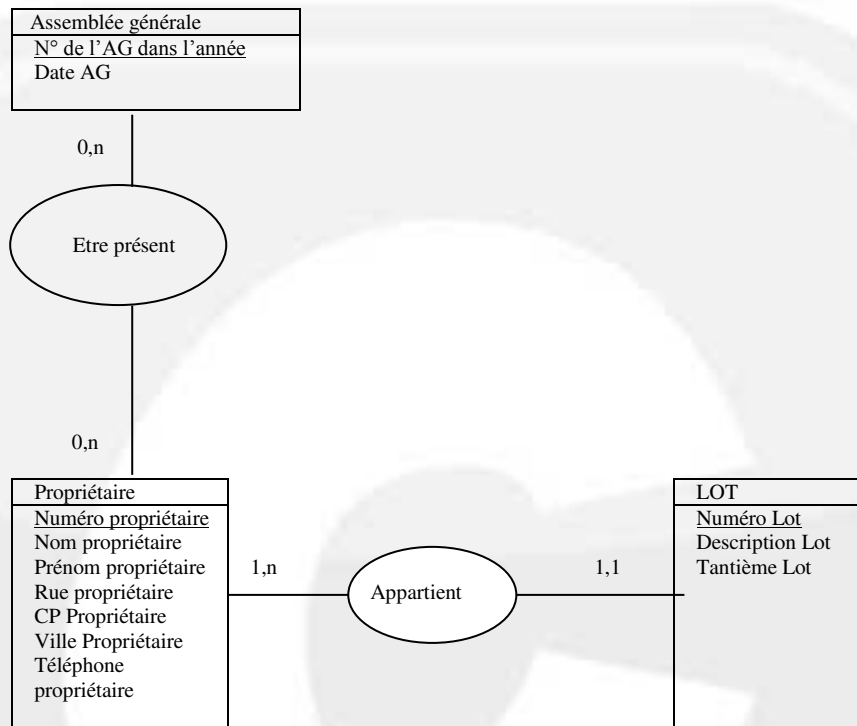 Assemblée générale
N° de l'AG dans l'année
Date AG
0,n
Etre présent
0,n
Propriétaire
Numéro propriétaire
Nom propriétaire
Prénom propriétaire
Rue propriétaire
CP Propriétaire
Ville Propriétaire
Téléphone
propriétaire
1,n
Appartient
1,1
LOT
Numéro Lot
Description Lot
Tantième Lot